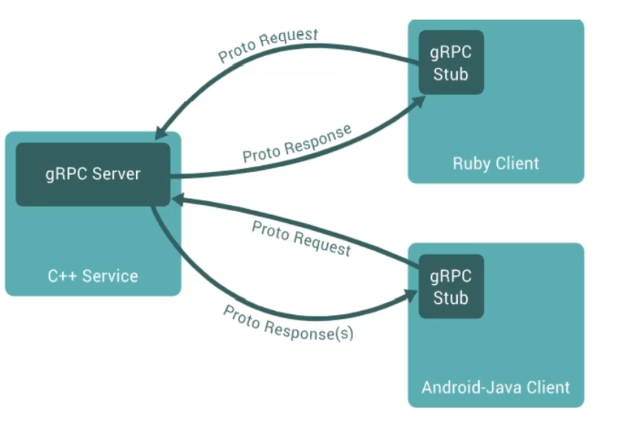 Proto Request
gRPC
Stub
Proto Response
Ruby Client
gRPC Server
C++ Service
Proto Request
gRPC
Stub
Proto Response(s)
Android-Java Client